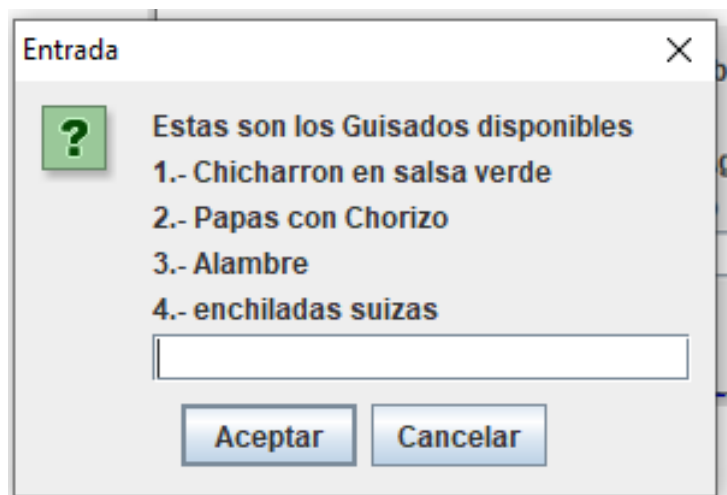 Entrada
Estas son los Guisados disponibles
1.- Chicharron en salsa verde
2.- Papas con Chorizo
3.- Alambre
4.- enchiladas suizas
Aceptar Cancelar